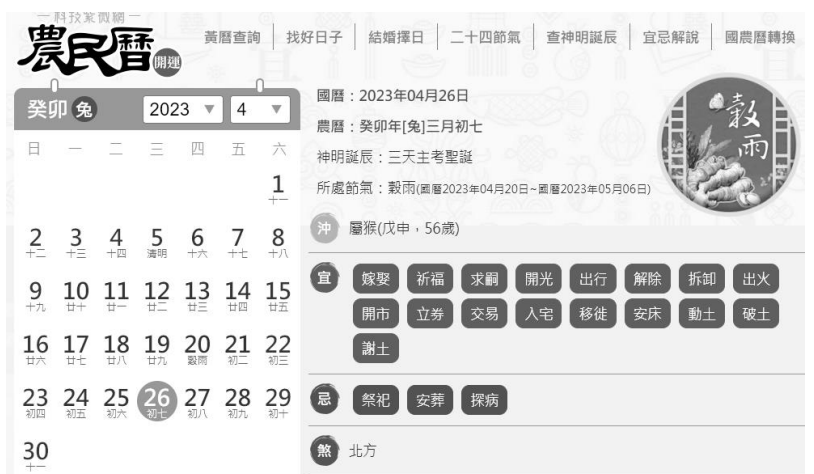 一科技紫微網一
農民曆 開運
黃曆查詢 | 找好日子 | 結婚擇日 | 二十四節氣 | 查神明誕辰 | 宜忌解說 | 國農曆轉換
癸卯 兔 2023 ▼ 4 ▼
日 一 二 三 四 五 六
1
十一
2 3 4 5 6 7 8
十二 十三 十四 清明 十六 十七 十八
9 10 11 12 13 14 15
十九 廿十 廿一 廿二 廿三 廿四 廿五
16 17 18 19 20 21 22
廿六 廿七 廿八 廿九 穀雨 初二 初三
23 24 25 26 27 28 29
初四 初五 初六 初七 初八 初九 初十
30
十一
國曆：2023年04月26日
農曆：癸卯年[兔]三月初七
神明誕辰：三天主考聖誕
所處節氣：穀雨(國曆2023年04月20日~國曆2023年05月06日)
穀雨
沖 屬猴(戊申，56歲)
宜 嫁娶 祈福 求嗣 開光 出行 解除 拆卸 出火
開市 立券 交易 入宅 移徙 安床 動土 破土
謝土
忌 祭祀 安葬 探病
煞 北方